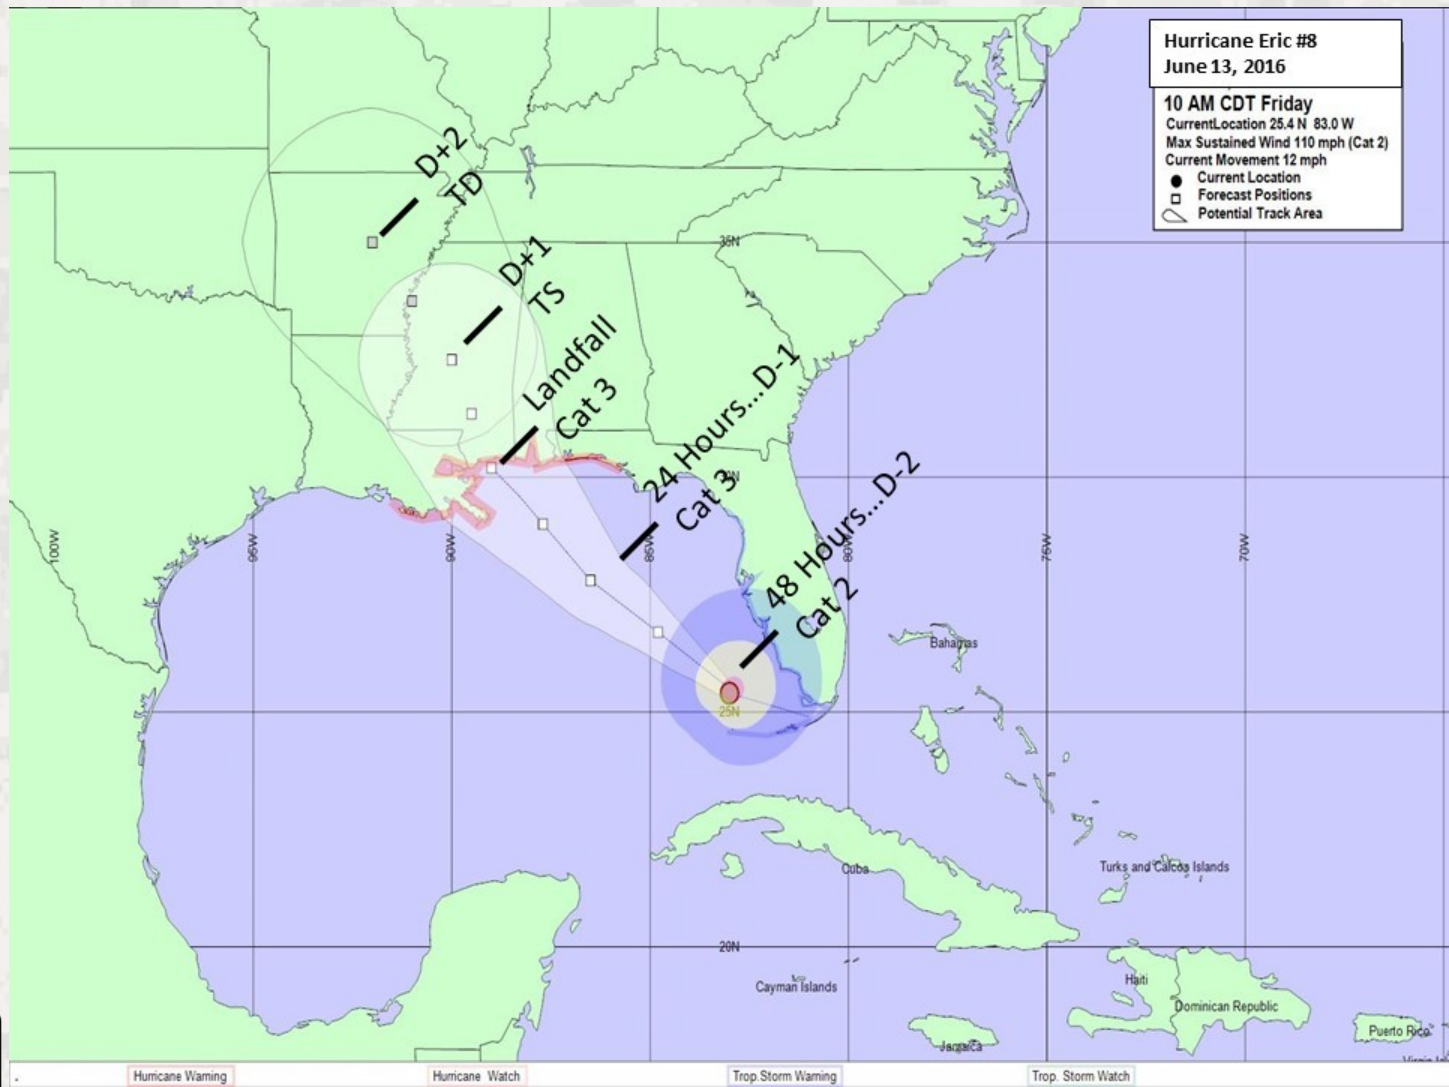 Hurricane Eric #8
June 13, 2016
10 AM CDT Friday
CurrentLocation 25.4 N 83.0 W
Max Sustained Wind 110 mph (Cat 2)
Current Movement 12 mph
Current Location
Forecast Positions
Potential Track Area
D+2
TD
D+1
TS
Landfall
Cat 3
24 Hours...D-1
Cat 3
48 Hours...D-2
Cat 2
35N
25N
20N
100W
95W
90W
85W
80W
75W
70W
Bahamas
Turks and Caicos Islands
Cuba
Cayman Islands
Haiti
Dominican Republic
Jamaica
Puerto Rico
Hurricane Warning
Hurricane Watch
Trop.Storm Warning
Trop. Storm Watch